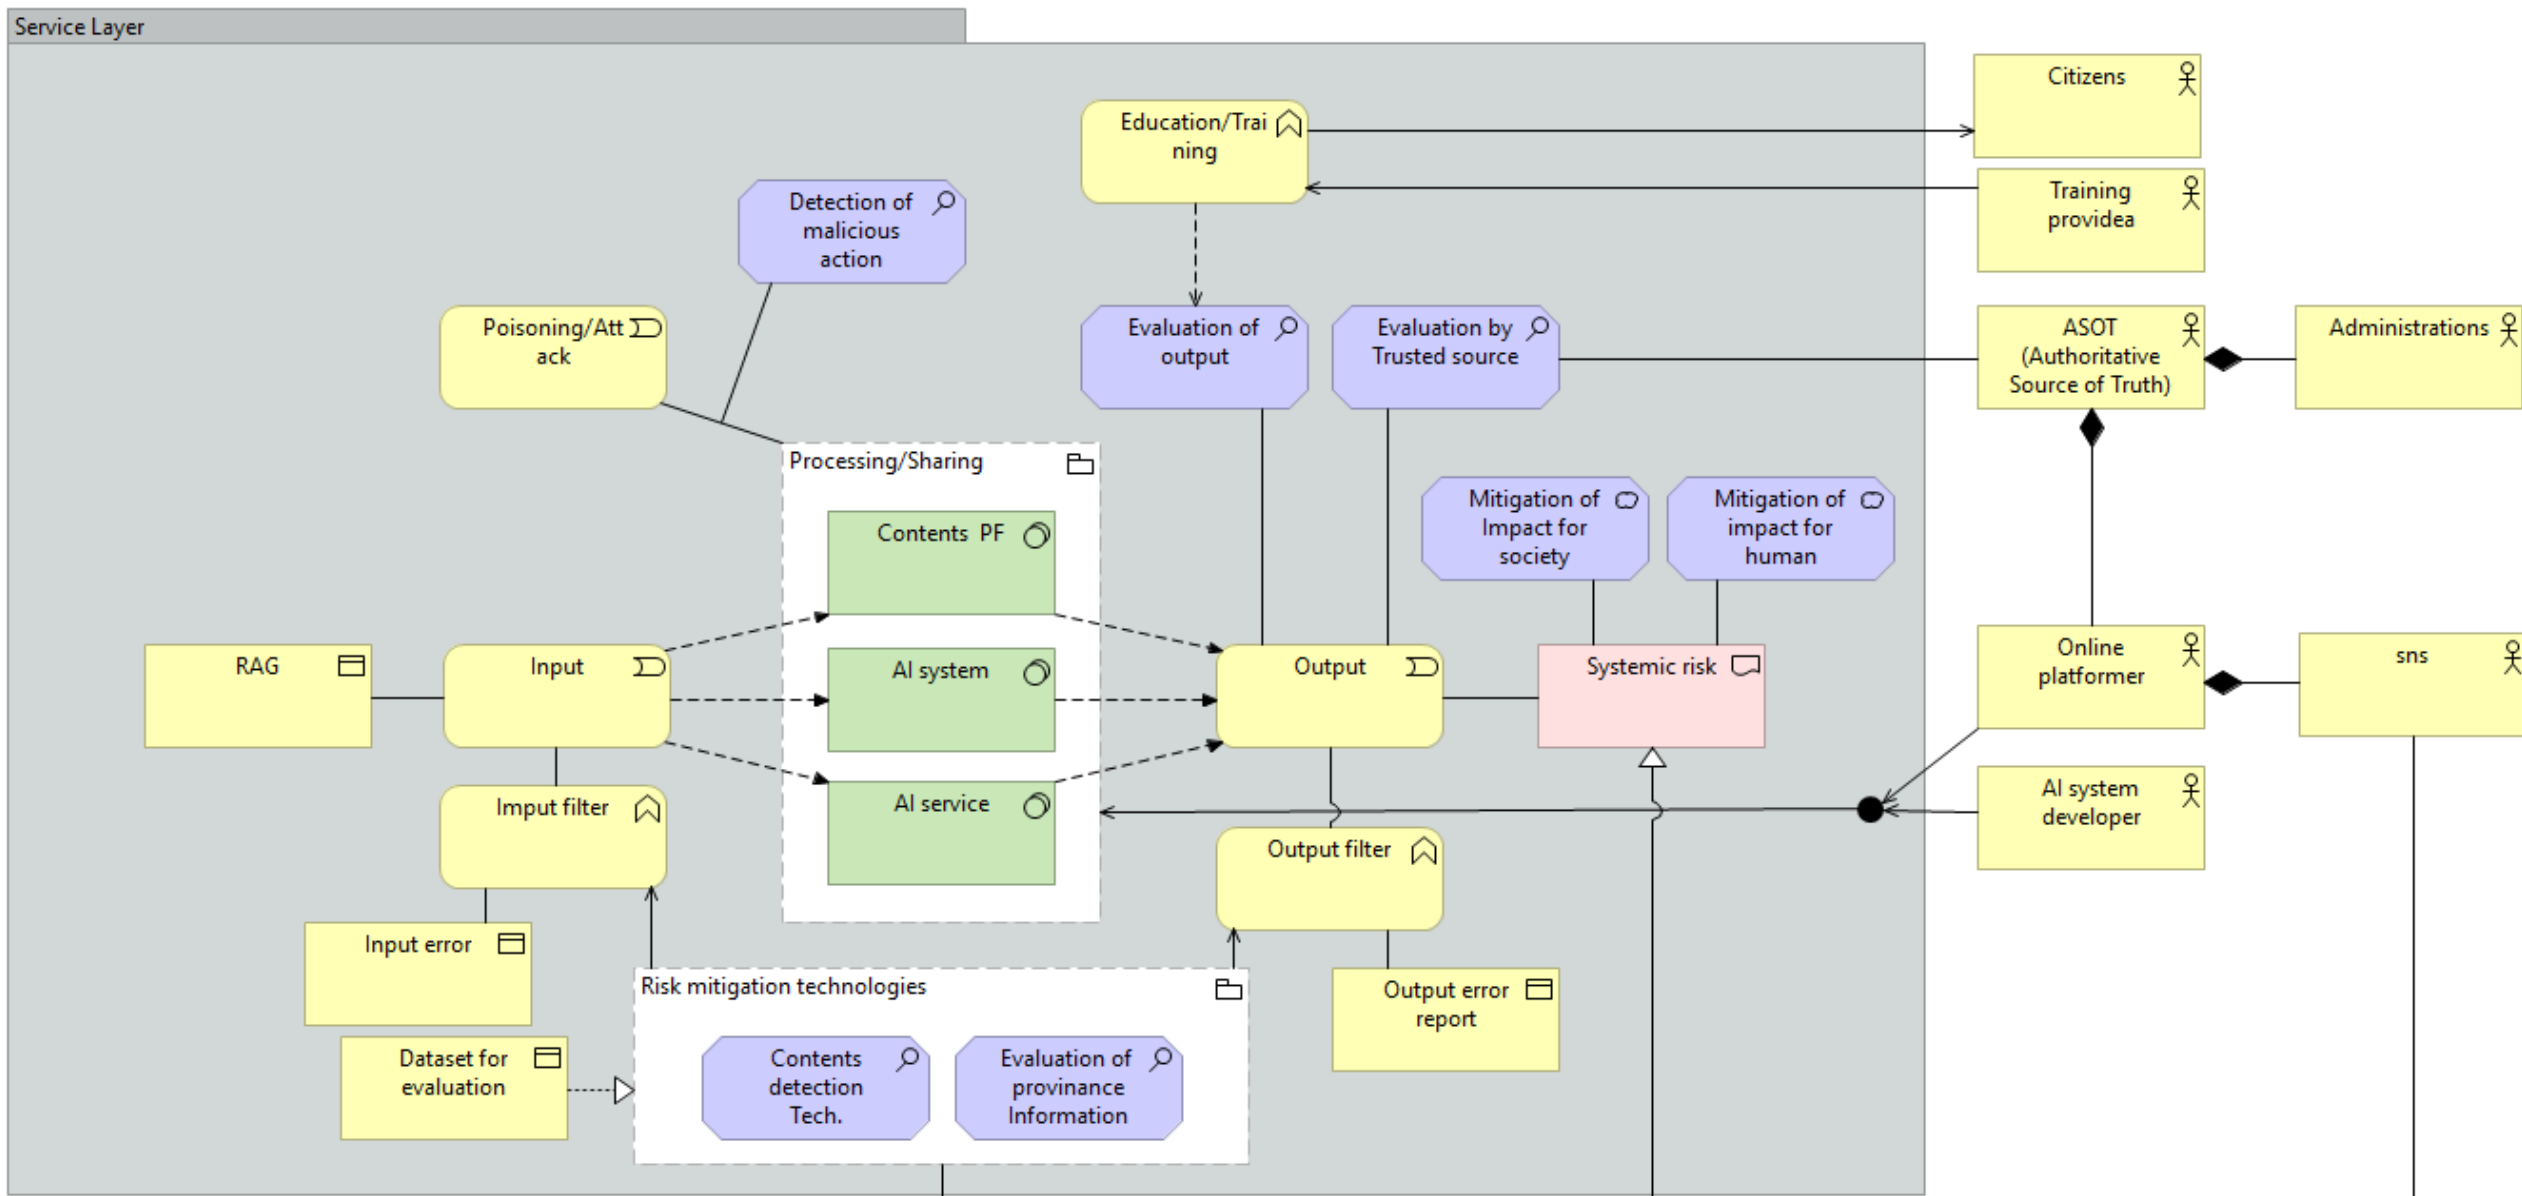 Service Layer
Citizens
Education/Trai
ning
Training
providea
Detection of
malicious
action
Poisoning/Att
ack
Evaluation of
output
Evaluation by
Trusted source
ASOT
(Authoritative
Source of Truth)
Administrations
Processing/Sharing
Contents  PF
Mitigation of
Impact for
society
Mitigation of
impact for
human
RAG
Input
AI system
Output
Systemic risk
Online
platformer
sns
Imput filter
AI service
Output filter
AI system
developer
Input error
Risk mitigation technologies
Output error
report
Dataset for
evaluation
Contents
detection
Tech.
Evaluation of
provinance
Information